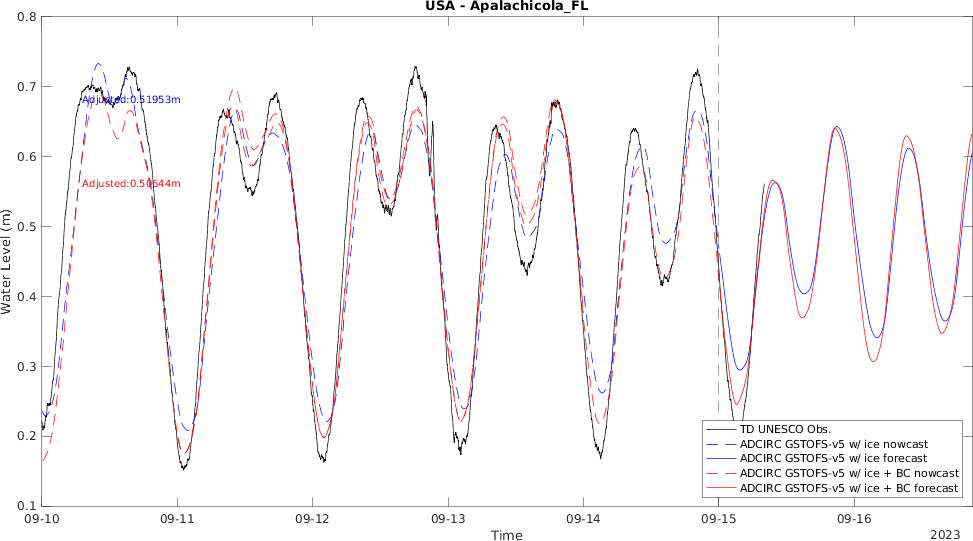 USA - Apalachicola_FL
0.8
0.7
0.6
0.5
0.4
0.3
0.2
0.1
Water Level (m)
Adjusted:0.51953m
Adjusted:0.50644m
TD UNESCO Obs.
ADCIRC GSTOFS-v5 w/ ice nowcast
ADCIRC GSTOFS-v5 w/ ice forecast
ADCIRC GSTOFS-v5 w/ ice + BC nowcast
ADCIRC GSTOFS-v5 w/ ice + BC forecast
09-10 09-11 09-12 09-13 09-14 09-15 09-16
Time
2023